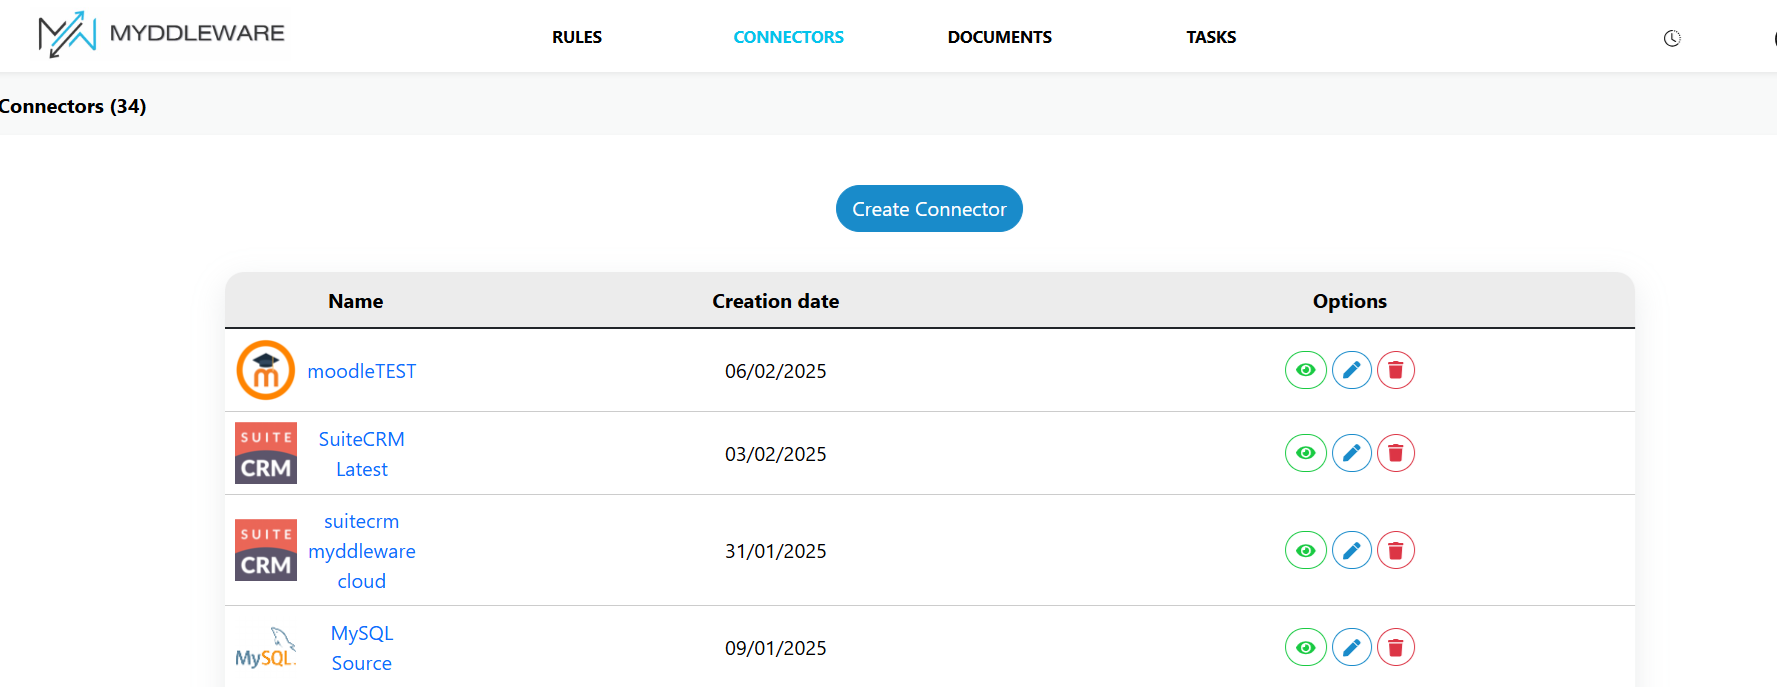 MYDDLEWARE
RULES
CONNECTORS
DOCUMENTS
TASKS
Connectors (34)
Create Connector
Name
Creation date
Options
m
moodleTEST
06/02/2025
SUITE
CRM
SuiteCRM
Latest
03/02/2025
SUITE
CRM
suitecrm
myddleware
cloud
31/01/2025
MySQL.
MySQL
Source
09/01/2025